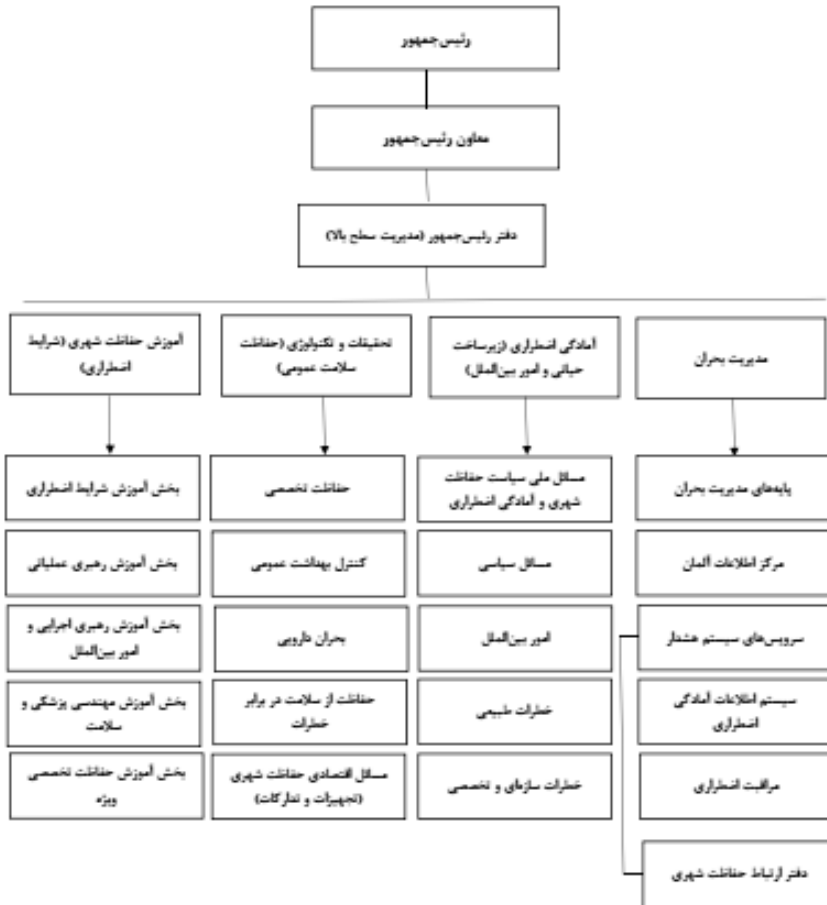 رئیس‌جمهور
معاون رئیس‌جمهور
دفتر رئیس‌جمهور (مدیریت سطح بالا)
مدیریت بحران
آمادگی اضطراری (زیرساخت
حیاتی و امور بین‌الملل)
تحقیقات و تکنولوژی (حفاظت
سلامت عمومی)
آموزش حفاظت شهری (شرایط
اضطراری)
پایه‌های مدیریت بحران
مرکز اطلاعات آلمان
سرویس‌های سیستم هشدار
سیستم اطلاعات آمادگی
اضطراری
مراقبت اضطراری
دفتر ارتباط حفاظت شهری
مسائل ملی سیاست حفاظت
شهری و آمادگی اضطراری
مسائل سیاسی
امور بین‌الملل
خطرات طبیعی
خطرات سازه‌ای و تخصصی
حفاظت تخصصی
کنترل بهداشت عمومی
بحران دارویی
حفاظت از سلامت در برابر
خطرات
مسائل اقتصادی حفاظت شهری
(تجهیزات و تدارکات)
بخش آموزش شرایط اضطراری
بخش آموزش رهبری عملیاتی
بخش آموزش رهبری اجرایی و
امور بین‌الملل
بخش آموزش مهندسی پزشکی و
سلامت
بخش آموزش حفاظت تخصصی
ویژه